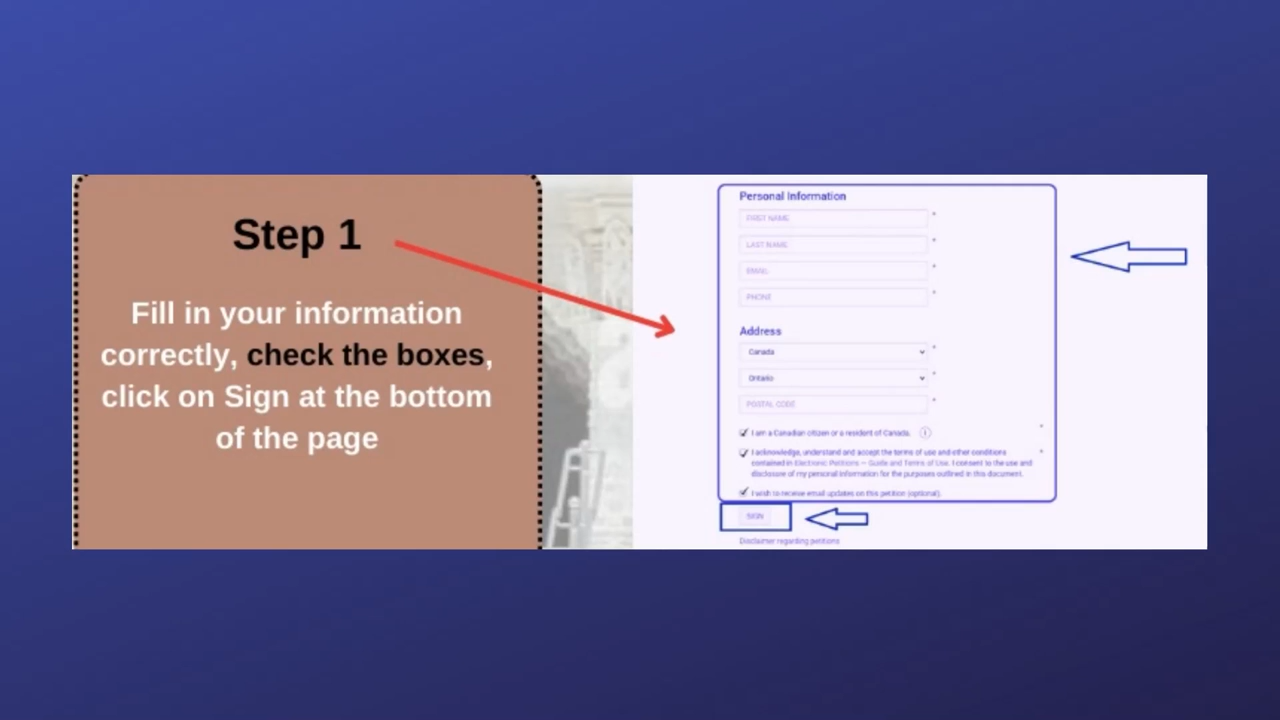 Step 1
Fill in your information
correctly, check the boxes,
click on Sign at the bottom
of the page
Personal Information
FIRST NAME *
LAST NAME *
EMAIL *
PHONE *
Address
Canada *
Ontario *
POSTAL CODE *
I am a Canadian citizen or a resident of Canada. i *
I acknowledge, understand and accept the terms of use and other conditions *
contained in Electronic Petitions – Guide and Terms of Use. I consent to the use and
disclosure of my personal information for the purposes outlined in this document.
I wish to receive email updates on this petition (optional).
SIGN
Disclaimer regarding petitions